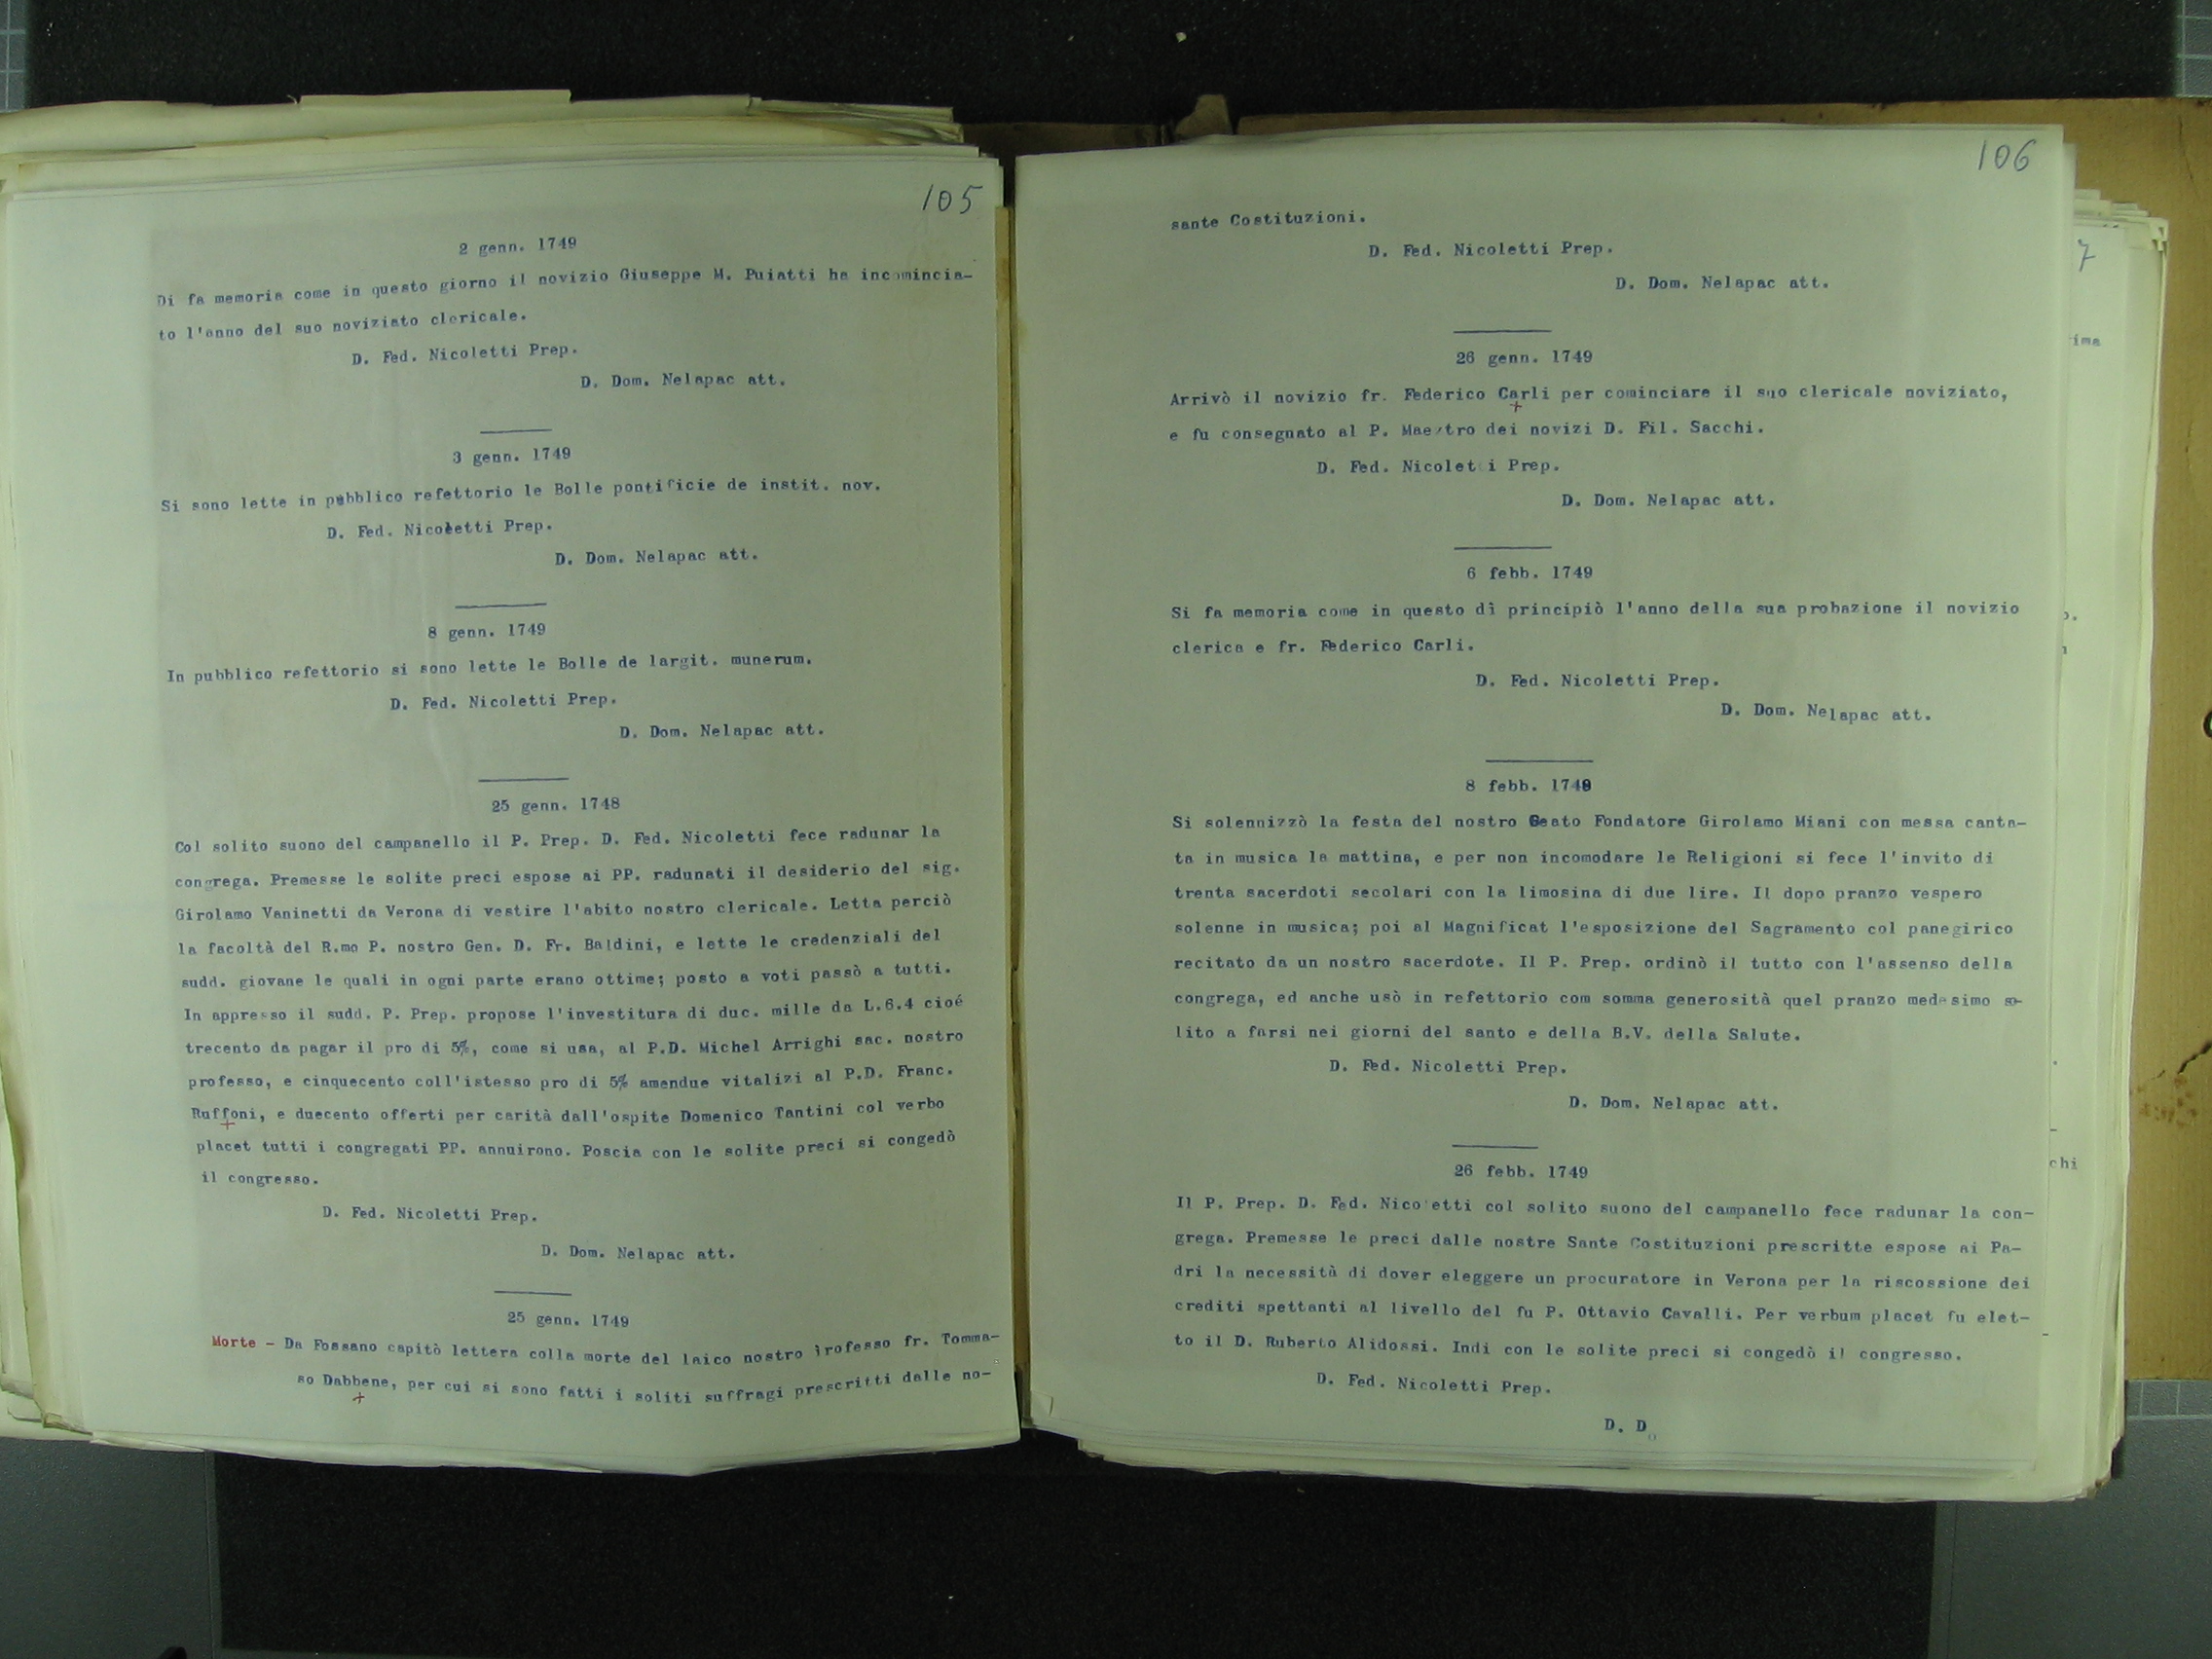 105
2 genn. 1749
Di fa memoria come in questo giorno il novizio Giuseppe M. Puiatti ha incomincia-
to l'anno del suo noviziato clericale.
D. Fed. Nicoletti Prep.
D. Dom. Nelapac att.
3 genn. 1749
Si sono lette in pubblico refettorio le Bolle pontificie de instit. nov.
D. Fed. Nicoletti Prep.
D. Dom. Nelapac att.
8 genn. 1749
In pubblico refettorio si sono lette le Bolle de largit. munerum.
D. Fed. Nicoletti Prep.
D. Dom. Nelapac att.
25 genn. 1748
Col solito suono del campanello il P. Prep. D. Fed. Nicoletti fece radunar la
congrega. Premesse le solite preci espose ai PP. radunati il desiderio del sig.
Girolamo Vaninetti da Verona di vestire l'abito nostro clericale. Letta perciò
la facoltà del R.mo P. nostro Gen. D. Fr. Baldini, e lette le credenziali del
sudd. giovane le quali in ogni parte erano ottime; posto a voti passò a tutti.
In appresso il sudd. P. Prep. propose l'investitura di duc. mille da L.6.4 cioé
trecento da pagar il pro di 5%, come si usa, al P.D. Michel Arrighi sac. nostro
professo, e cinquecento coll'istesso pro di 5% amendue vitalizi al P.D. Franc.
Ruffoni, e duecento offerti per carità dall'ospite Domenico Tantini col verbo
placet tutti i congregati PP. annuirono. Poscia con le solite preci si congedò
il congresso.
D. Fed. Nicoletti Prep.
D. Dom. Nelapac att.
25 genn. 1749
Morte - Da Fossano capitò lettera colla morte del laico nostro professo fr. Tomma-
so Dabbene, per cui si sono fatti i soliti suffragi prescritti dalle no-
106
sante Costituzioni.
D. Fed. Nicoletti Prep.
D. Dom. Nelapac att.
26 genn. 1749
Arrivò il novizio fr. Federico Carli per cominciare il suo clericale noviziato,
e fu consegnato al P. Maestro dei novizi D. Fil. Sacchi.
D. Fed. Nicoletti Prep.
D. Dom. Nelapac att.
6 febb. 1749
Si fa memoria come in questo dì principiò l'anno della sua probazione il novizio
clerica e fr. Federico Carli.
D. Fed. Nicoletti Prep.
D. Dom. Nelapac att.
8 febb. 1749
Si solennizzò la festa del nostro Beato Fondatore Girolamo Miani con messa canta-
ta in musica la mattina, e per non incomodare le Religioni si fece l'invito di
trenta sacerdoti secolari con la limosina di due lire. Il dopo pranzo vespero
solenne in musica; poi al Magnificat l'esposizione del Sagramento col panegirico
recitato da un nostro sacerdote. Il P. Prep. ordinò il tutto con l'assenso della
congrega, ed anche usò in refettorio com somma generosità quel pranzo medesimo so-
lito a farsi nei giorni del santo e della B.V. della Salute.
D. Fed. Nicoletti Prep.
D. Dom. Nelapac att.
26 febb. 1749
Il P. Prep. D. Fed. Nicoletti col solito suono del campanello fece radunar la con-
grega. Premesse le preci dalle nostre Sante Costituzioni prescritte espose ai Pa-
dri la necessità di dover eleggere un procuratore in Verona per la riscossione dei
crediti spettanti al livello del fu P. Ottavio Cavalli. Per verbum placet fu elet-
to il D. Ruberto Alidossi. Indi con le solite preci si congedò il congresso.
D. Fed. Nicoletti Prep.
D. D
7
ima
chi